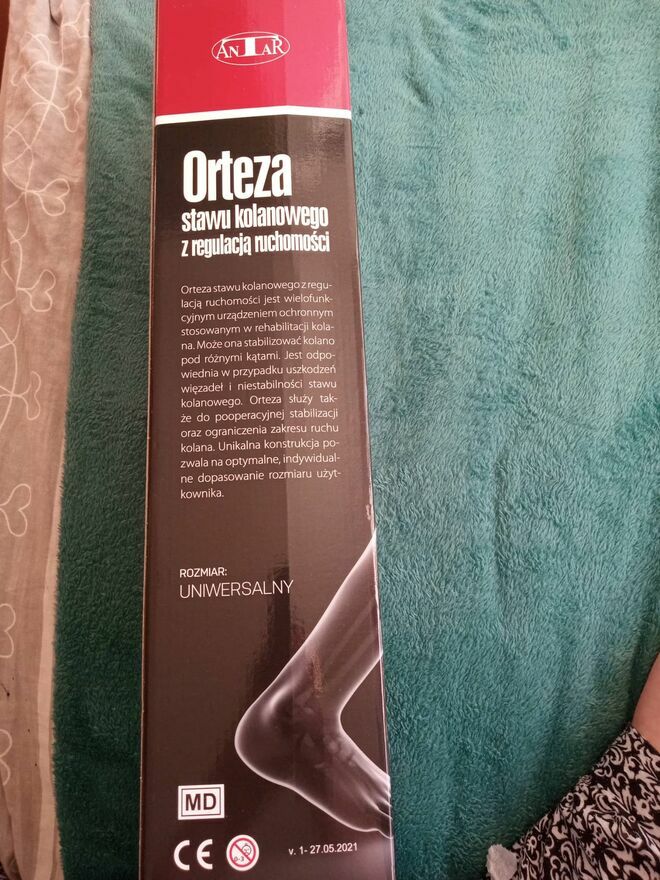 ANTAR
Orteza
stawu kolanowego
z regulacją ruchomości
Orteza stawu kolanowego z regu-
lacją ruchomości jest wielofunk-
cyjnym urządzeniem ochronnym
stosowanym w rehabilitacji kola-
na. Może ona stabilizować kolano
pod różnymi kątami. Jest odpo-
wiednia w przypadku uszkodzeń
więzadeł i niestabilności stawu
kolanowego. Orteza służy tak-
że do pooperacyjnej stabilizacji
oraz ograniczenia zakresu ruchu
kolana. Unikalna konstrukcja po-
zwala na optymalne, indywidual-
ne dopasowanie rozmiaru użyt-
kownika.
ROZMIAR:
UNIWERSALNY
MD
CE
v. 1- 27.05.2021